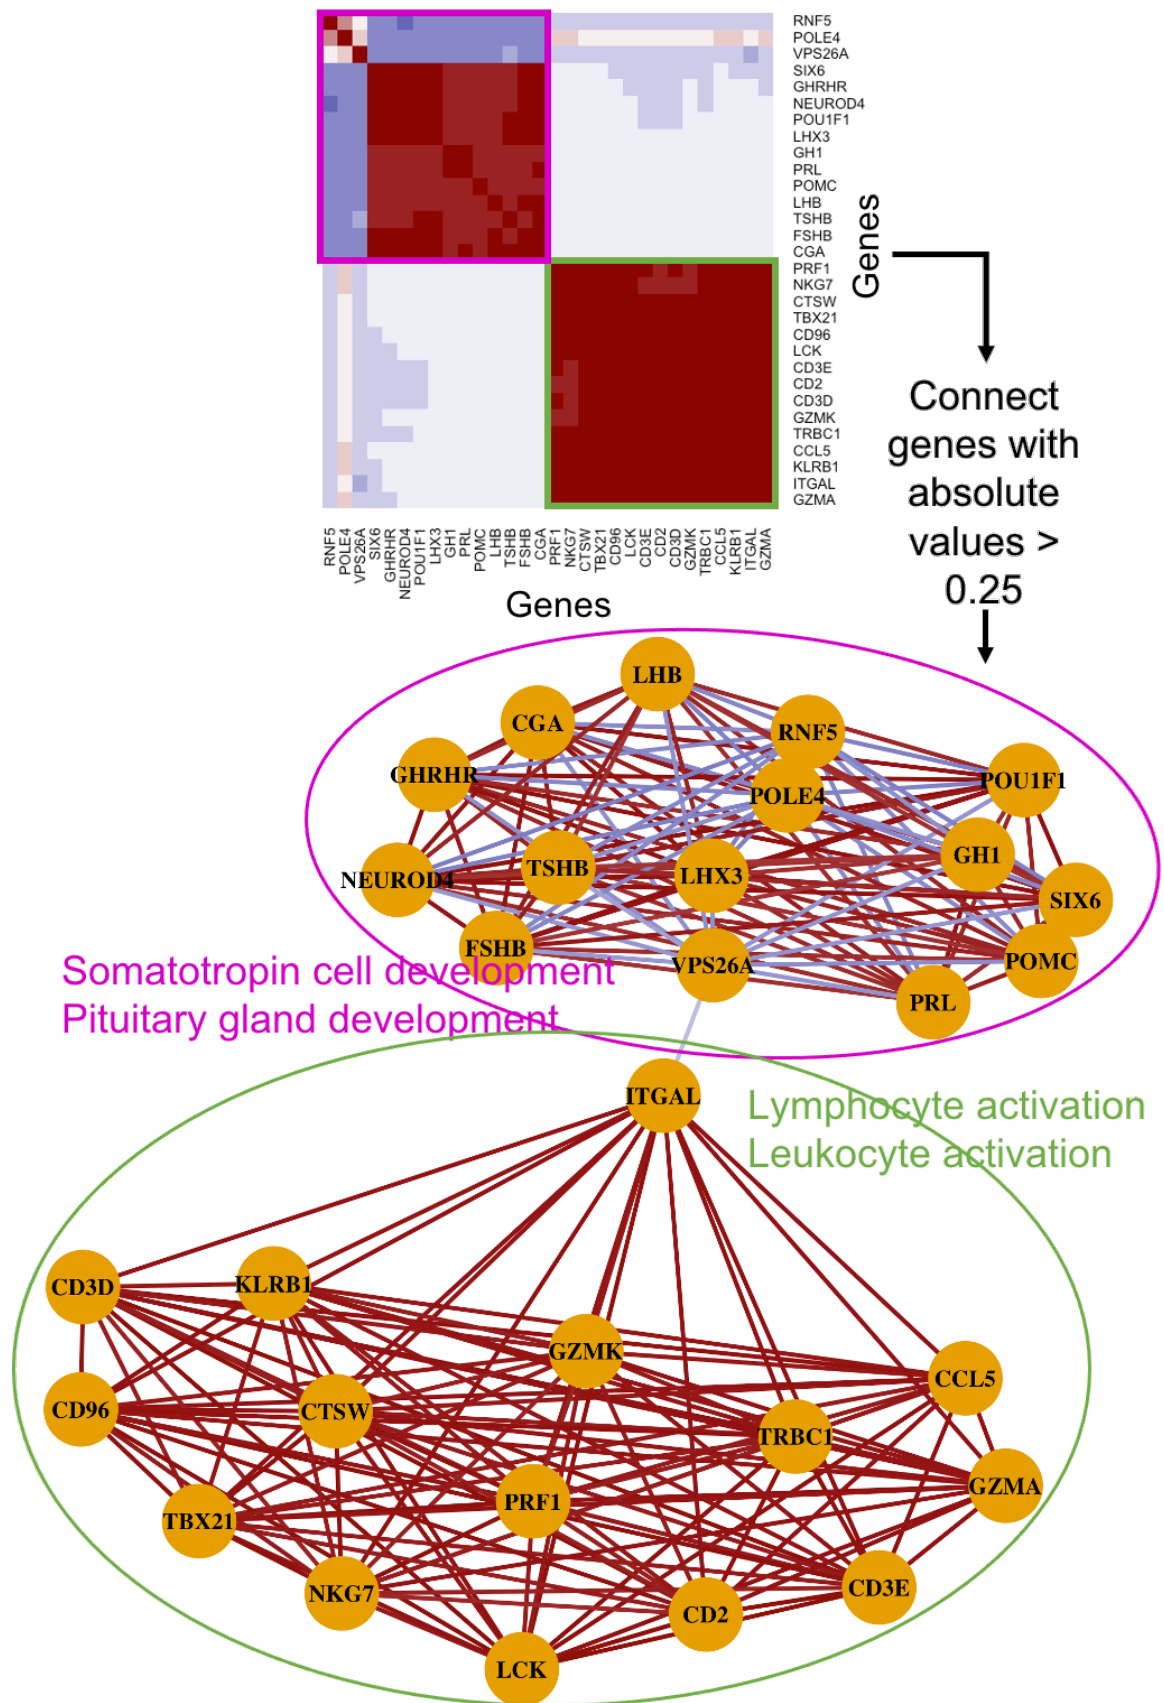 RNF5
POLE4
VPS26A
SIX6
GHRHR
NEUROD4
POU1F1
LHX3
GH1
PRL
POMC
LHB
TSHB
FSHB
CGA
PRF1
NKG7
CTSW
TBX21
CD96
LCK
CD3E
CD2
CD3D
GZMK
TRBC1
CCL5
KLRB1
ITGAL
GZMA
Genes
RNF5
POLE4
VPS26A
SIX6
GHRHR
NEUROD4
POU1F1
LHX3
GH1
PRL
POMC
LHB
TSHB
FSHB
CGA
PRF1
NKG7
CTSW
TBX21
CD96
LCK
CD3E
CD2
CD3D
GZMK
TRBC1
CCL5
KLRB1
ITGAL
GZMA
Genes
Connect
genes with
absolute
values >
0.25
LHB
CGA
RNF5
GHRHR
POU1F1
POLE4
GH1
TSHB
LHX3
NEUROD4
SIX6
FSHB
VPS26A
POMC
PRL
Somatotropin cell development
Pituitary gland development
ITGAL
Lymphocyte activation
Leukocyte activation
CD3D
KLRB1
GZMK
CCL5
CD96
CTSW
TRBC1
GZMA
PRF1
TBX21
NKG7
CD3E
CD2
LCK